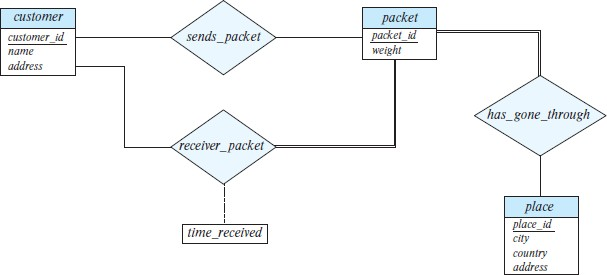 customer
customer_id
name
address
sends_packet
packet
packet_id
weight
receiver_packet
time_received
has_gone_through
place
place_id
city
country
address